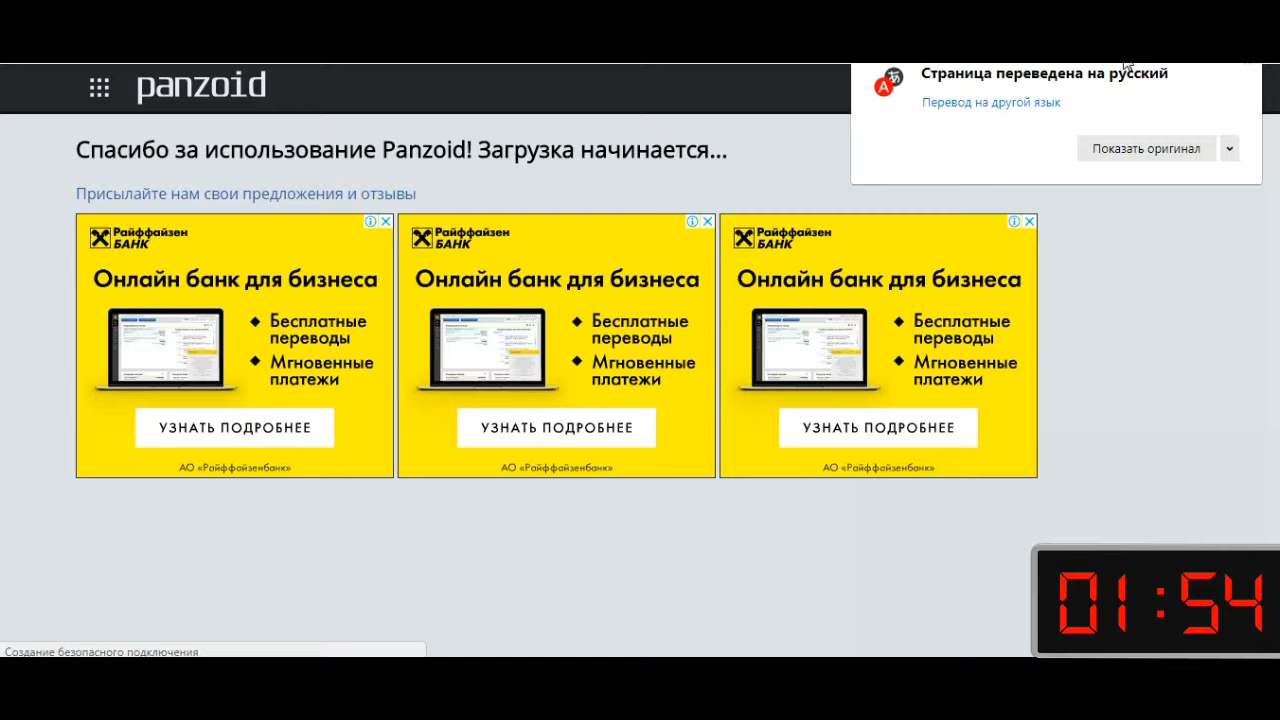 panzoid
Страница переведена на русский
Перевод на другой язык
Показать оригинал
Спасибо за использование Panzoid! Загрузка начинается...
Присылайте нам свои предложения и отзывы
Райффайзен
БАНК
Онлайн банк для бизнеса
◆ Бесплатные
переводы
◆ Мгновенные
платежи
УЗНАТЬ ПОДРОБНЕЕ
АО «Райффайзенбанк»
Райффайзен
БАНК
Онлайн банк для бизнеса
◆ Бесплатные
переводы
◆ Мгновенные
платежи
УЗНАТЬ ПОДРОБНЕЕ
АО «Райффайзенбанк»
Райффайзен
БАНК
Онлайн банк для бизнеса
◆ Бесплатные
переводы
◆ Мгновенные
платежи
УЗНАТЬ ПОДРОБНЕЕ
АО «Райффайзенбанк»
01:54
Создание безопасного подключения